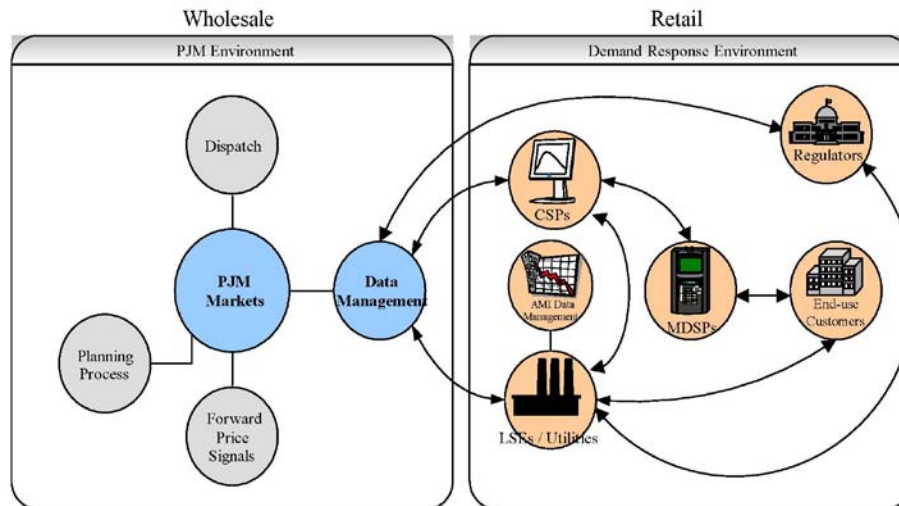 Wholesale
Retail
PJM Environment
Demand Response Environment
Dispatch
Regulators
CSPs
PJM
Markets
Data
Management
AMI Data
Management
MDSPs
End-use
Customers
Planning
Process
Forward
Price
Signals
LSEs / Utilities